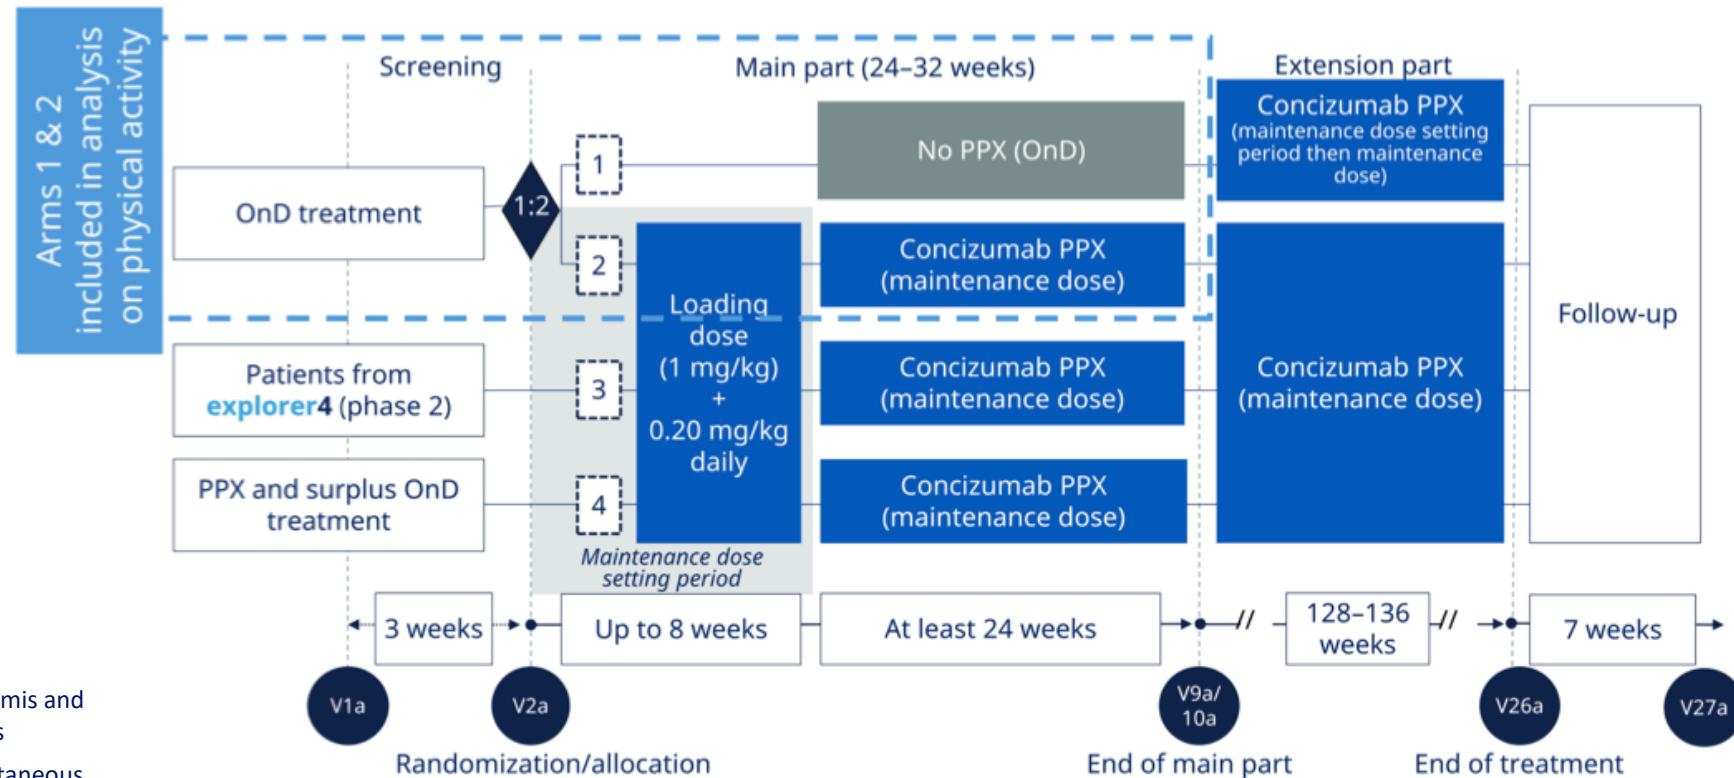 Arms 1 & 2
included in analysis
on physical activity
Screening
Main part (24–32 weeks)
Extension part
OnD treatment
1:2
1
No PPX (OnD)
Concizumab PPX
(maintenance dose setting
period then maintenance
dose)
2
Concizumab PPX
(maintenance dose)
Patients from
explorer4 (phase 2)
3
Concizumab PPX
(maintenance dose)
PPX and surplus OnD
treatment
4
Concizumab PPX
(maintenance dose)
Loading
dose
(1 mg/kg)
+
0.20 mg/kg
daily
Concizumab PPX
(maintenance dose)
Follow-up
Maintenance dose
setting period
3 weeks
Up to 8 weeks
At least 24 weeks
//
128–136
weeks
//
7 weeks
V1a
V2a
V9a/
10a
V26a
V27a
Randomization/allocation
End of main part
End of treatment
mis and
s
taneous